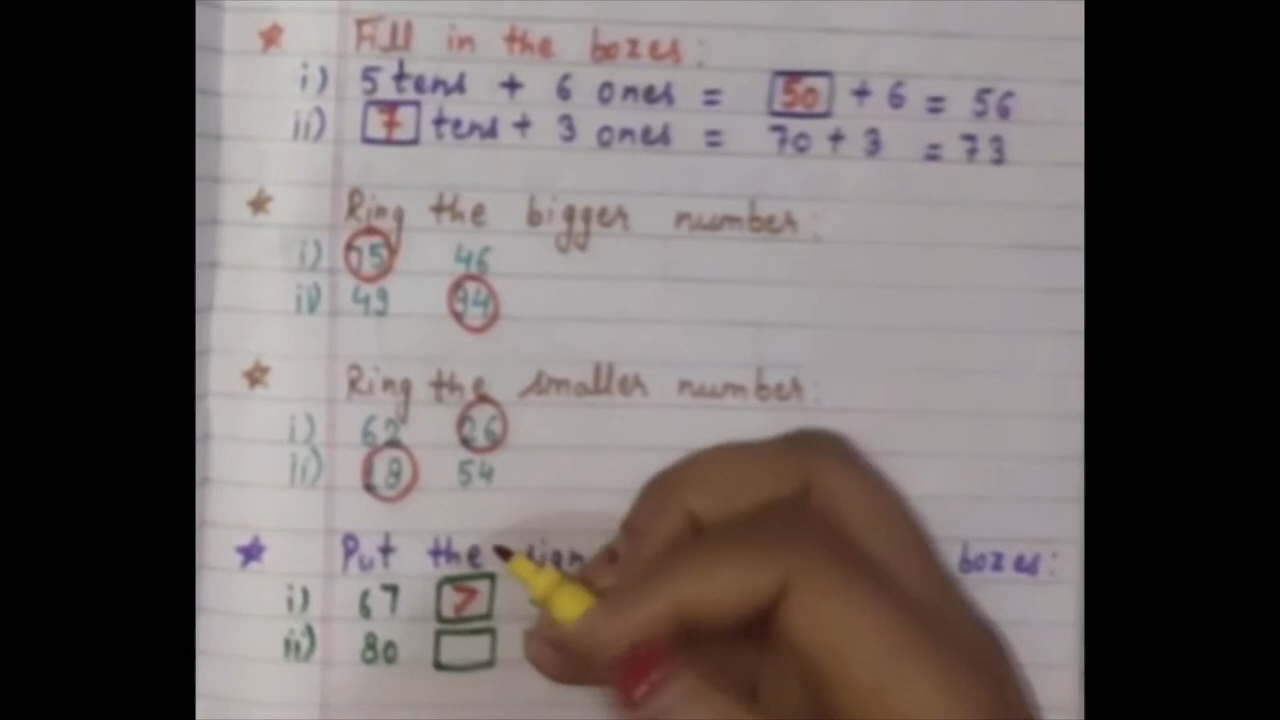 Fill in the boxes:
i) 5 tens + 6 ones = 50 + 6 = 56
ii) 7 tens + 3 ones = 70 + 3 = 73
Ring the bigger number:
i) 75 46
ii) 49 94
Ring the smaller number:
i) 62 26
ii) 18 54
Put the sign boxes:
i) 67 >
ii) 80